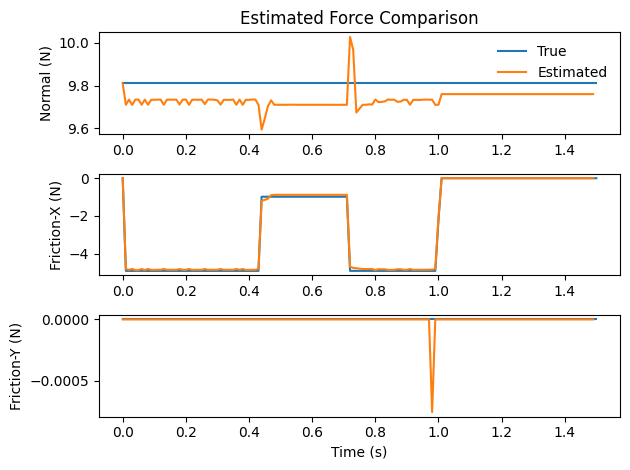 Estimated Force Comparison
Normal (N)
10.0
9.8
9.6
True
Estimated
0.0 0.2 0.4 0.6 0.8 1.0 1.2 1.4
Friction-X (N)
0
−2
−4
0.0 0.2 0.4 0.6 0.8 1.0 1.2 1.4
Friction-Y (N)
0.0000
−0.0005
0.0 0.2 0.4 0.6 0.8 1.0 1.2 1.4
Time (s)